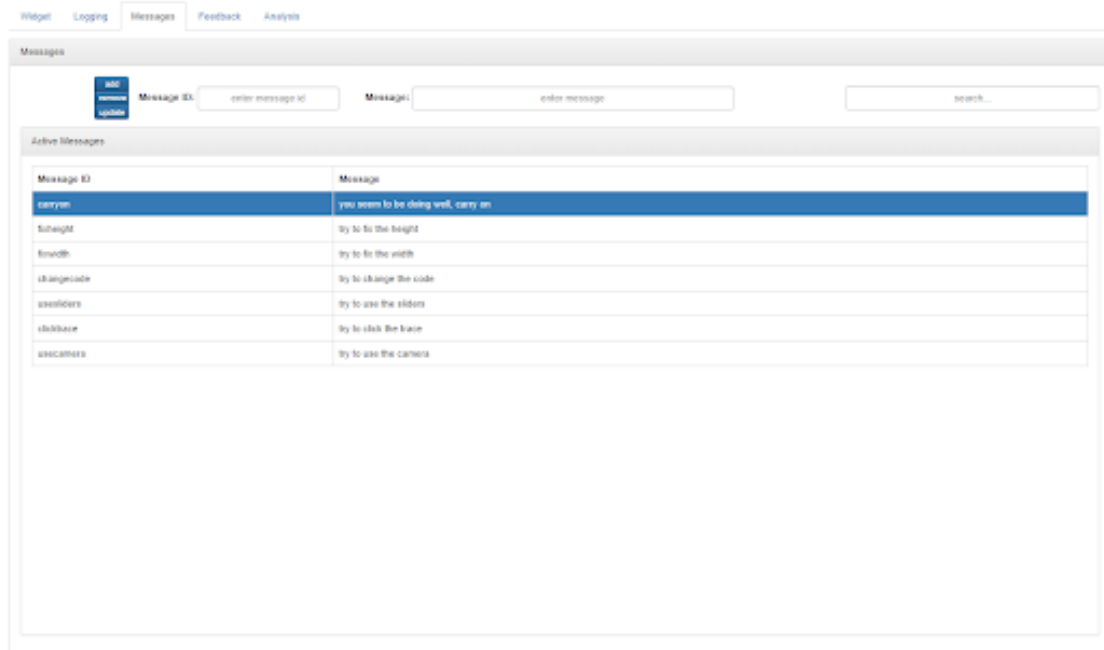 Widget Logging Messages Feedback Analysis
Messages
add
remove
update
Message ID: enter message id Message: enter message search...
Active Messages
Message ID Message
carryon you seem to be doing well, carry on
fixheight try to fix the height
fixwidth try to fix the width
changecode try to change the code
usesliders try to use the sliders
clicktrace try to click the trace
usecamera try to use the camera